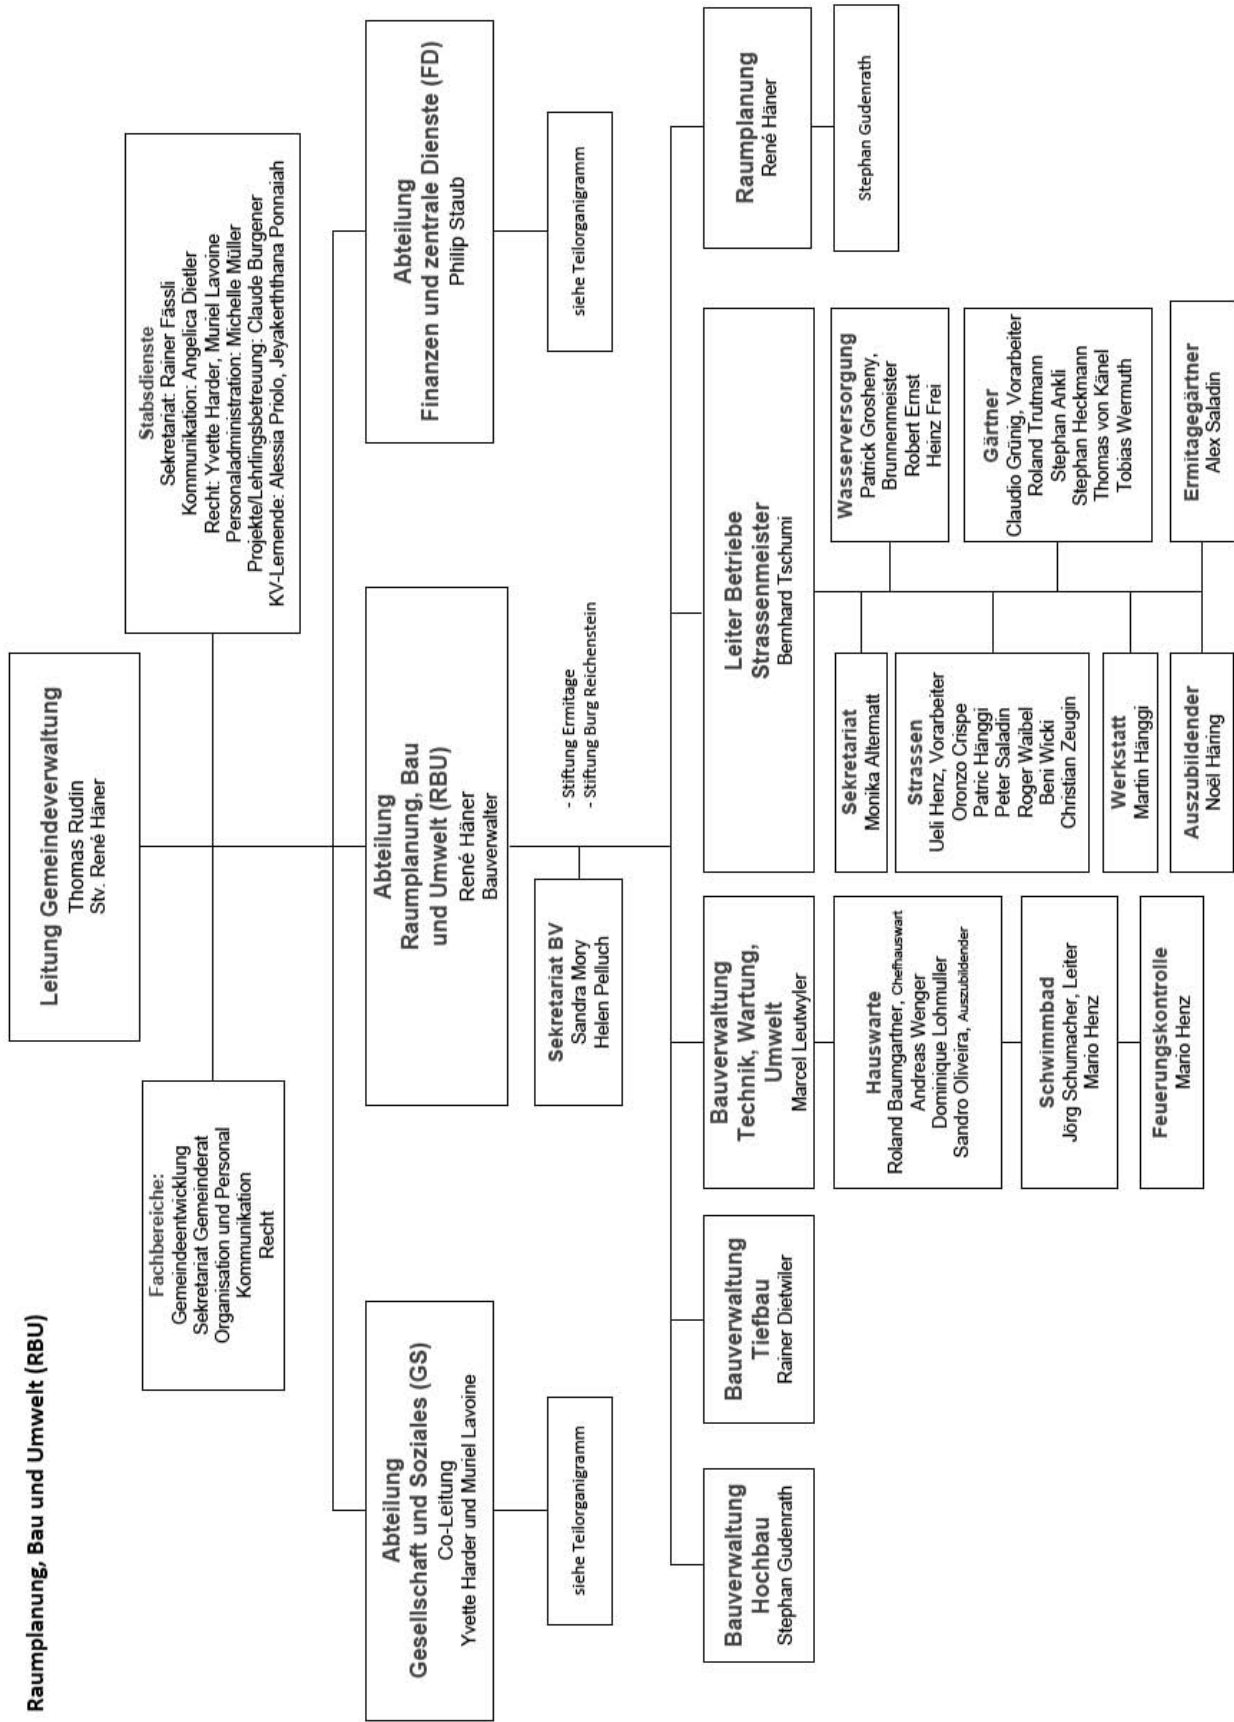 Raumplanung, Bau und Umwelt (RBU)
Leitung Gemeindeverwaltung
Thomas Rudin
Stv. René Häner
Fachbereiche:
Gemeindeentwicklung
Sekretariat Gemeinderat
Organisation und Personal
Kommunikation
Recht
Stabsdienste
Sekretariat: Rainer Fässli
Kommunikation: Angelica Dietler
Recht: Yvette Harder, Muriel Lavoine
Personaladministration: Michelle Müller
Projekte/Lehrlingsbetreuung: Claude Burgener
KV-Lernende: Alessia Priolo, Jeyakerththana Ponnaiah
Abteilung
Gesellschaft und Soziales (GS)
Co-Leitung
Yvette Harder und Muriel Lavoine
siehe Teilorganigramm
Abteilung
Raumplanung, Bau
und Umwelt (RBU)
René Häner
Bauverwalter
Abteilung
Finanzen und zentrale Dienste (FD)
Philip Staub
siehe Teilorganigramm
Sekretariat BV
Sandra Mory
Helen Pelluch
- Stiftung Ermitage
- Stiftung Burg Reichenstein
Bauverwaltung
Hochbau
Stephan Gudenrath
Bauverwaltung
Tiefbau
Rainer Dietwiler
Bauverwaltung
Technik, Wartung,
Umwelt
Marcel Leutwyler
Hauswarte
Roland Baumgartner, Chefhauswart
Andreas Wenger
Dominique Lohmuller
Sandro Oliveira, Auszubildender
Schwimmbad
Jörg Schumacher, Leiter
Mario Henz
Feuerungskontrolle
Mario Henz
Leiter Betriebe
Strassenmeister
Bernhard Tschumi
Sekretariat
Monika Altermatt
Strassen
Ueli Henz, Vorarbeiter
Oronzo Crispe
Patric Hänggi
Peter Saladin
Roger Waibel
Beni Wicki
Christian Zeugin
Werkstatt
Martin Hänggi
Auszubildender
Noël Häring
Wasserversorgung
Patrick Grosheny,
Brunnenmeister
Robert Ernst
Heinz Frei
Gärtner
Claudio Grünig, Vorarbeiter
Roland Trutmann
Stephan Ankli
Stephan Heckmann
Thomas von Känel
Tobias Wermuth
Ermitagegärtner
Alex Saladin
Raumplanung
René Häner
Stephan Gudenrath